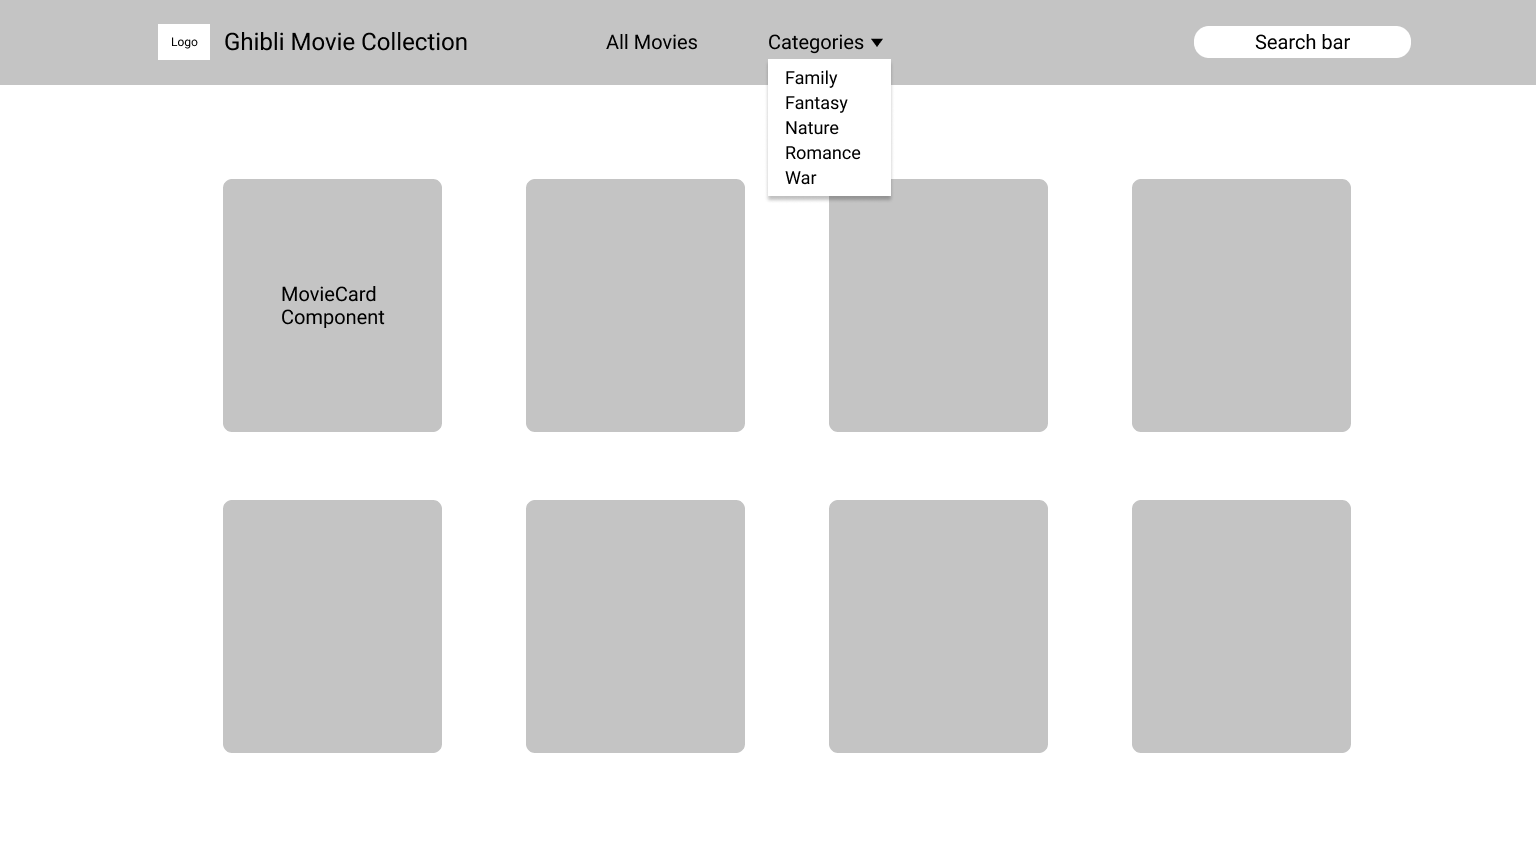 Logo
Ghibli Movie Collection
All Movies
Categories
Search bar
Family
Fantasy
Nature
Romance
War
MovieCard
Component